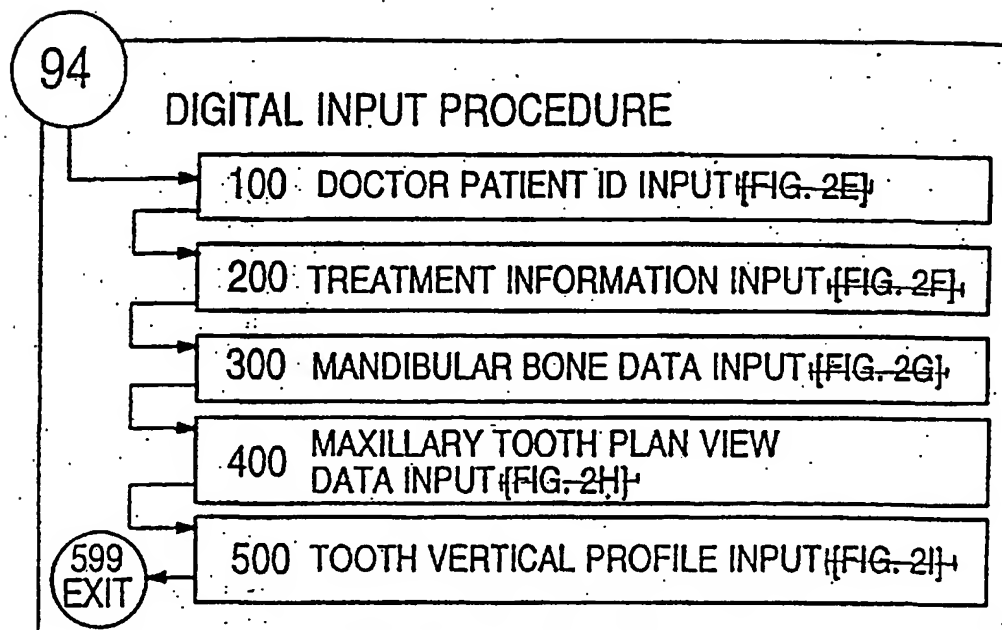 94
DIGITAL INPUT PROCEDURE
100 DOCTOR PATIENT ID INPUT [FIG. 2E]
200 TREATMENT INFORMATION INPUT [FIG. 2F]
300 MANDIBULAR BONE DATA INPUT [FIG. 2G]
400 MAXILLARY TOOTH PLAN VIEW
DATA INPUT [FIG. 2H]
500 TOOTH VERTICAL PROFILE INPUT [FIG. 2I]
599
EXIT